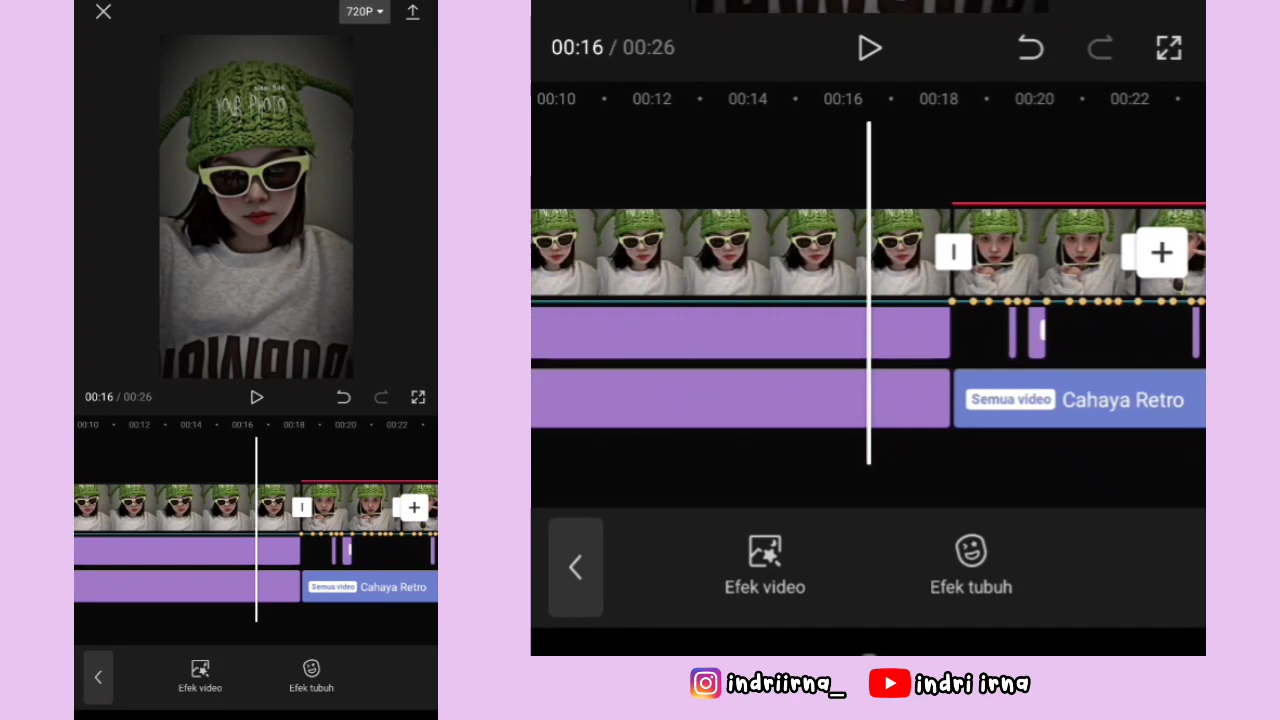 720P
YOUR PHOTO
00:16 / 00:26
00:10 00:12 00:14 00:16 00:18 00:20 00:22
Semua video Cahaya Retro
Efek video Efek tubuh
00:16 / 00:26
00:10 00:12 00:14 00:16 00:18 00:20 00:22
Semua video Cahaya Retro
Efek video Efek tubuh
indriirna_ indri irna